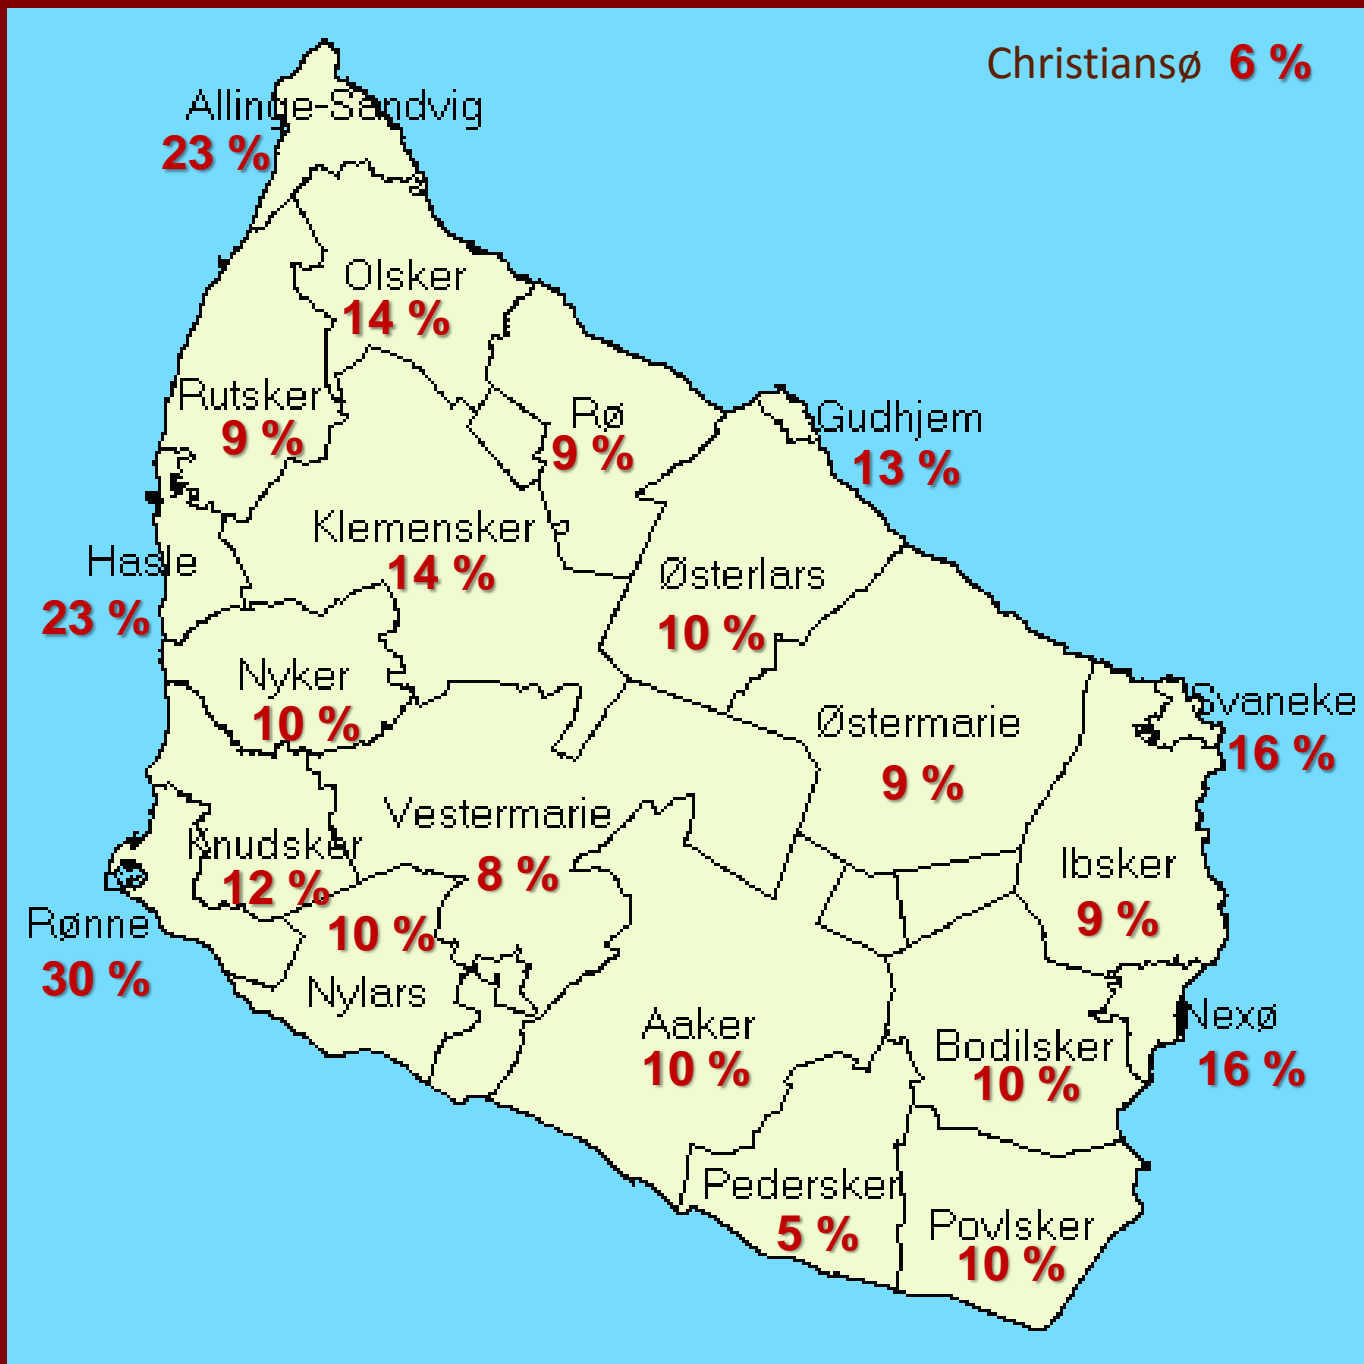 Christiansø 6 %
Allinge-Sandvig
23 %
Olsker
14 %
Rutsker
9 %
Rø
9 %
Gudhjem
13 %
Klemensker
14 %
Hasle
23 %
Østerlars
10 %
Nyker
10 %
Svaneke
16 %
Østermarie
9 %
Vestermarie
8 %
Knudsker
12 %
Ibsker
9 %
Rønne
30 %
10 %
Nylars
Aaker
10 %
Nexø
16 %
Bodilsker
10 %
Pedersker
5 %
Povlsker
10 %